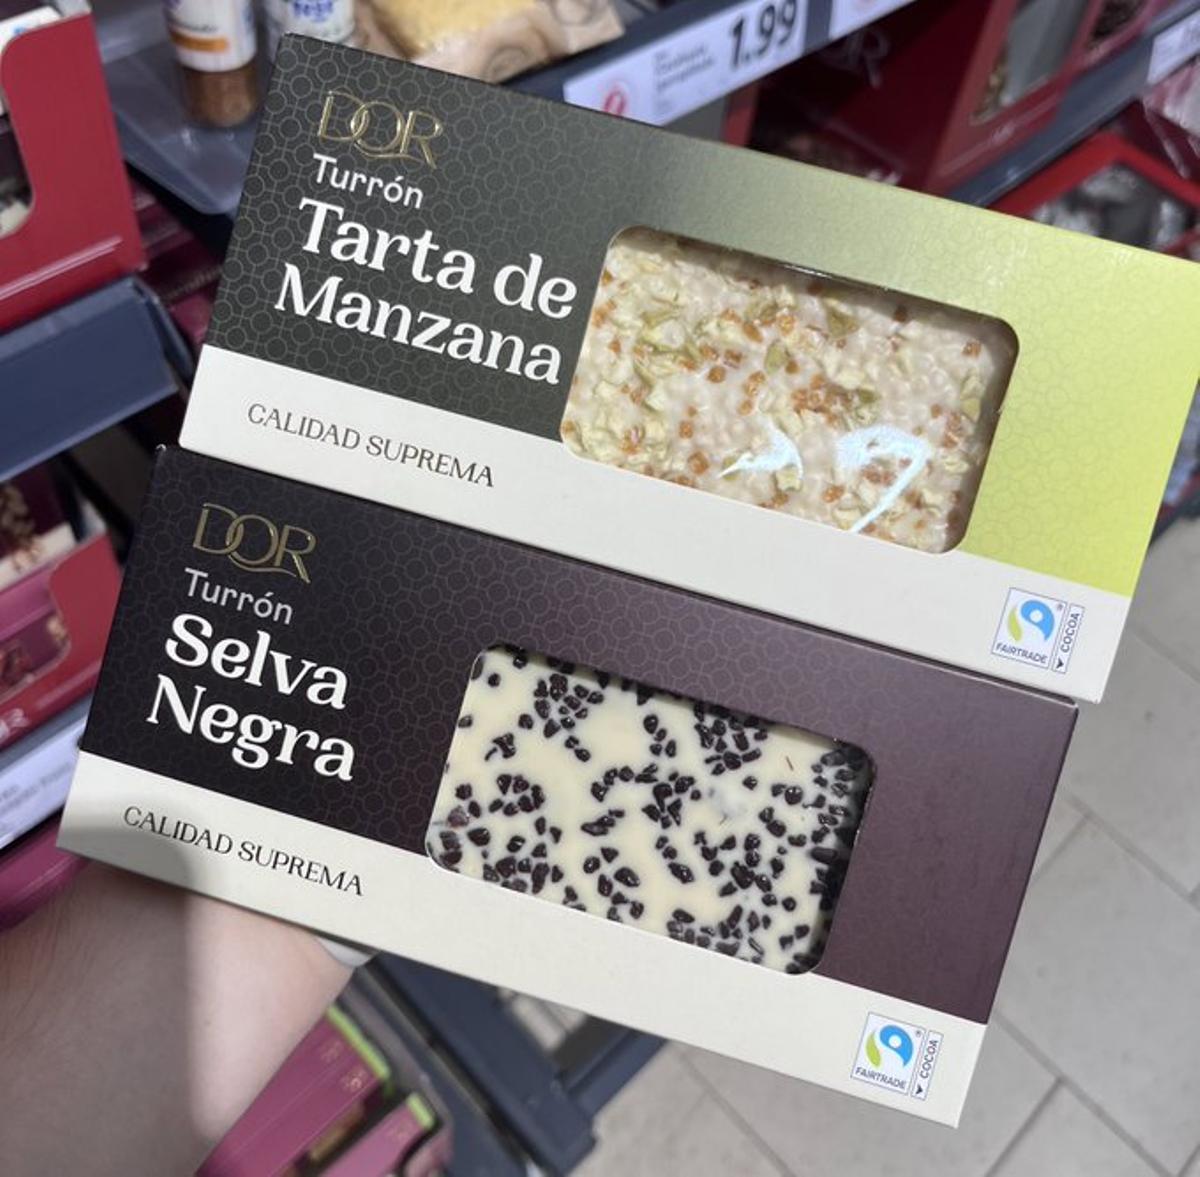 1.99
DOR
Turrón
Tarta de
Manzana
CALIDAD SUPREMA
FAIRTRADE
COCOA
DOR
Turrón
Selva
Negra
CALIDAD SUPREMA
FAIRTRADE
COCOA